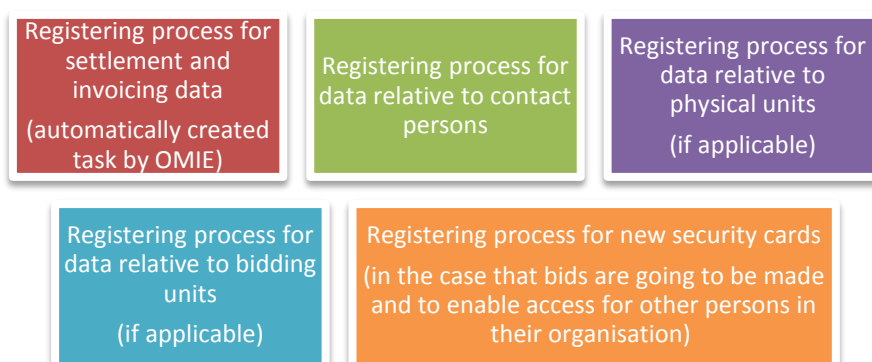 Registering process for
settlement and
invoicing data
(automatically created
task by OMIE)
Registering process for
data relative to contact
persons
Registering process for
data relative to
physical units
(if applicable)
Registering process for
data relative to bidding
units
(if applicable)
Registering process for new security cards
(in the case that bids are going to be made
and to enable access for other persons in
their organisation)